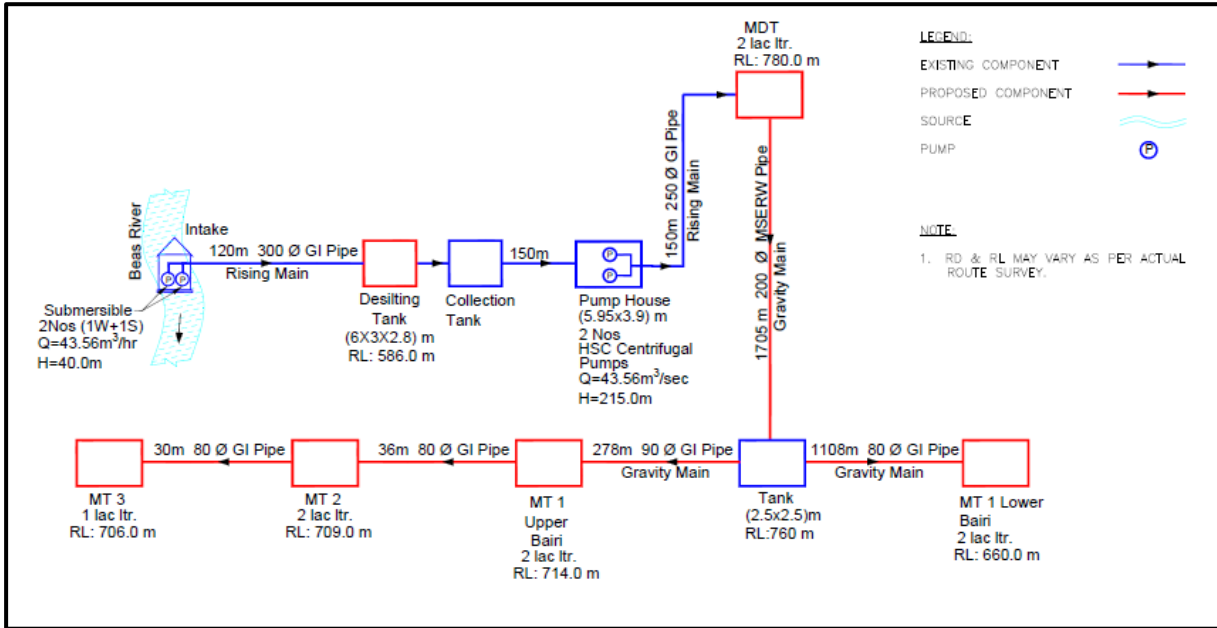 MDT
2 lac ltr.
RL: 780.0 m
LEGEND:
EXISTING COMPONENT
PROPOSED COMPONENT
SOURCE
PUMP
P
NOTE:
1. RD & RL MAY VARY AS PER ACTUAL
ROUTE SURVEY.
Beas River
Intake
P P
120m 300 Ø GI Pipe
Rising Main
Submersible
2Nos (1W+1S)
Q=43.56m³/hr
H=40.0m
Desilting
Tank
(6X3X2.8) m
RL: 586.0 m
Collection
Tank
150m
P
P
Pump House
(5.95x3.9) m
2 Nos
HSC Centrifugal
Pumps
Q=43.56m³/sec
H=215.0m
150m 250 Ø GI Pipe
Rising Main
1705 m 200 Ø MSERW Pipe
Gravity Main
30m 80 Ø GI Pipe
36m 80 Ø GI Pipe
278m 90 Ø GI Pipe
Gravity Main
1108m 80 Ø GI Pipe
Gravity Main
MT 3
1 lac ltr.
RL: 706.0 m
MT 2
2 lac ltr.
RL: 709.0 m
MT 1
Upper
Bairi
2 lac ltr.
RL: 714.0 m
Tank
(2.5x2.5)m
RL:760 m
MT 1 Lower
Bairi
2 lac ltr.
RL: 660.0 m